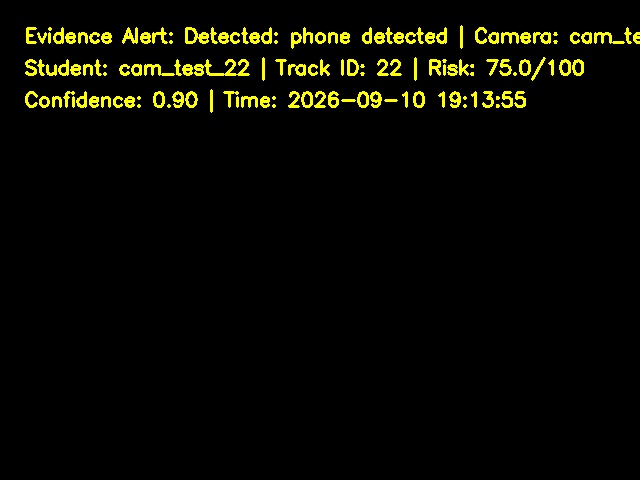 Evidence Alert: Detected: phone detected | Camera: cam_te
Student: cam_test_22 | Track ID: 22 | Risk: 75.0/100
Confidence: 0.90 | Time: 2026-09-10 19:13:55